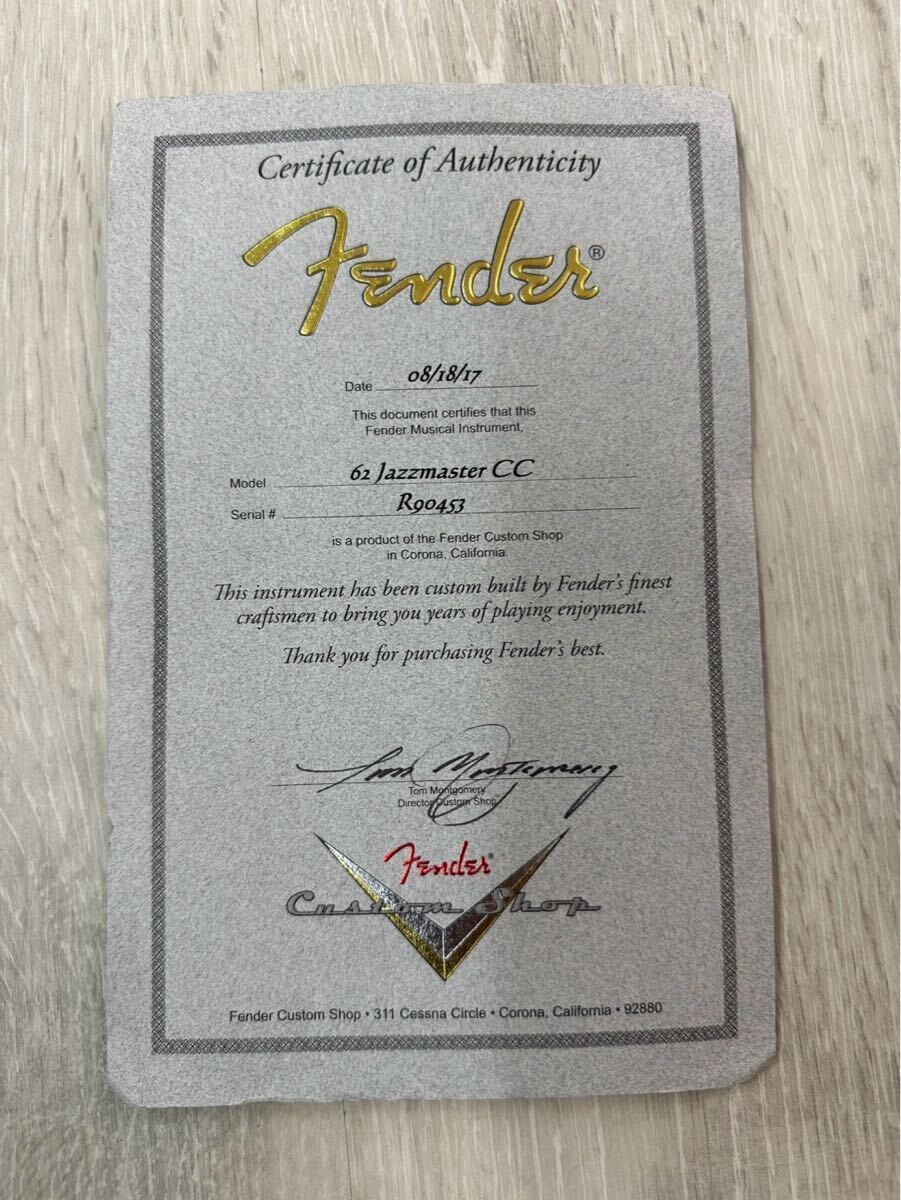 Certificate of Authenticity
Fender®
Date 08/18/17
This document certifies that this
Fender Musical Instrument,
Model 62 Jazzmaster CC
Serial # R90453
is a product of the Fender Custom Shop
in Corona, California.
This instrument has been custom built by Fender's finest
craftsmen to bring you years of playing enjoyment.
Thank you for purchasing Fender's best.
Tom Montgomery
Tom Montgomery
Director Custom Shop
Fender®
Custom Shop
Fender Custom Shop • 311 Cessna Circle • Corona, California • 92880